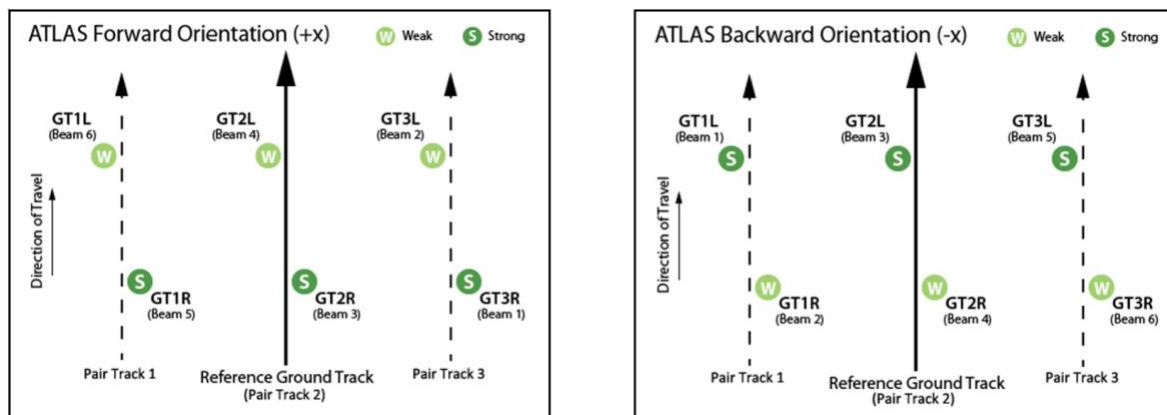 ATLAS Forward Orientation (+x)
W Weak
S Strong
GT1L
(Beam 6)
W
GT2L
(Beam 4)
W
GT3L
(Beam 2)
W
Direction of Travel
S
GT1R
(Beam 5)
S
GT2R
(Beam 3)
S
GT3R
(Beam 1)
Pair Track 1
Reference Ground Track
(Pair Track 2)
Pair Track 3
ATLAS Backward Orientation (-x)
W Weak
S Strong
GT1L
(Beam 1)
S
GT2L
(Beam 3)
S
GT3L
(Beam 5)
S
Direction of Travel
W
GT1R
(Beam 2)
W
GT2R
(Beam 4)
W
GT3R
(Beam 6)
Pair Track 1
Reference Ground Track
(Pair Track 2)
Pair Track 3